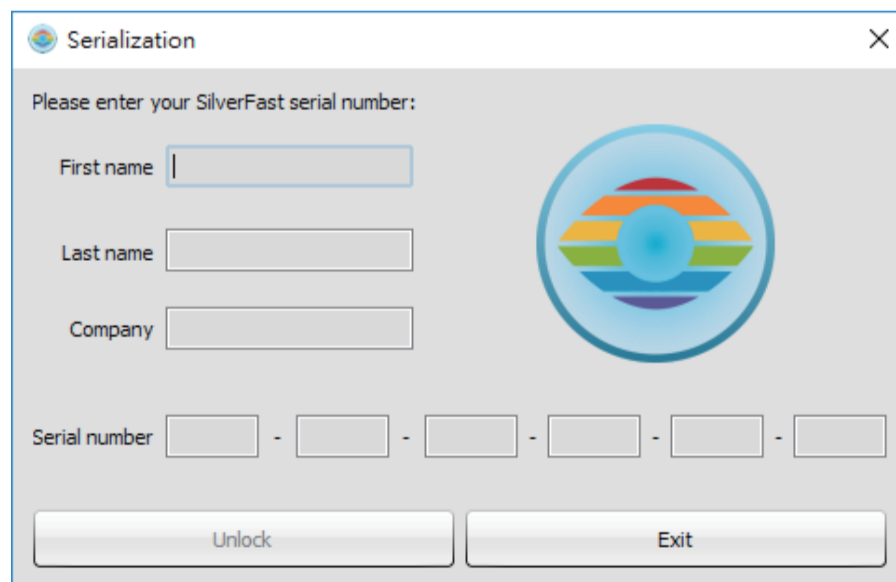 Serialization
Please enter your SilverFast serial number:
First name
Last name
Company
Serial number - - - - -
Unlock Exit